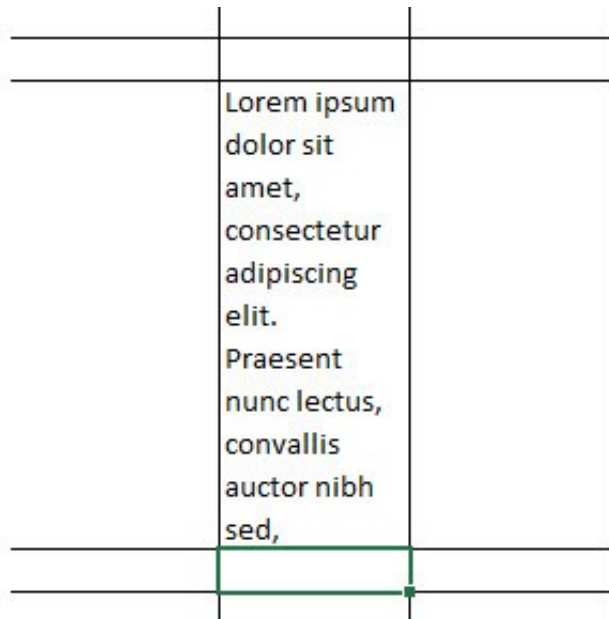 Lorem ipsum
dolor sit
amet,
consectetur
adipiscing
elit.
Praesent
nunc lectus,
convallis
auctor nibh
sed,